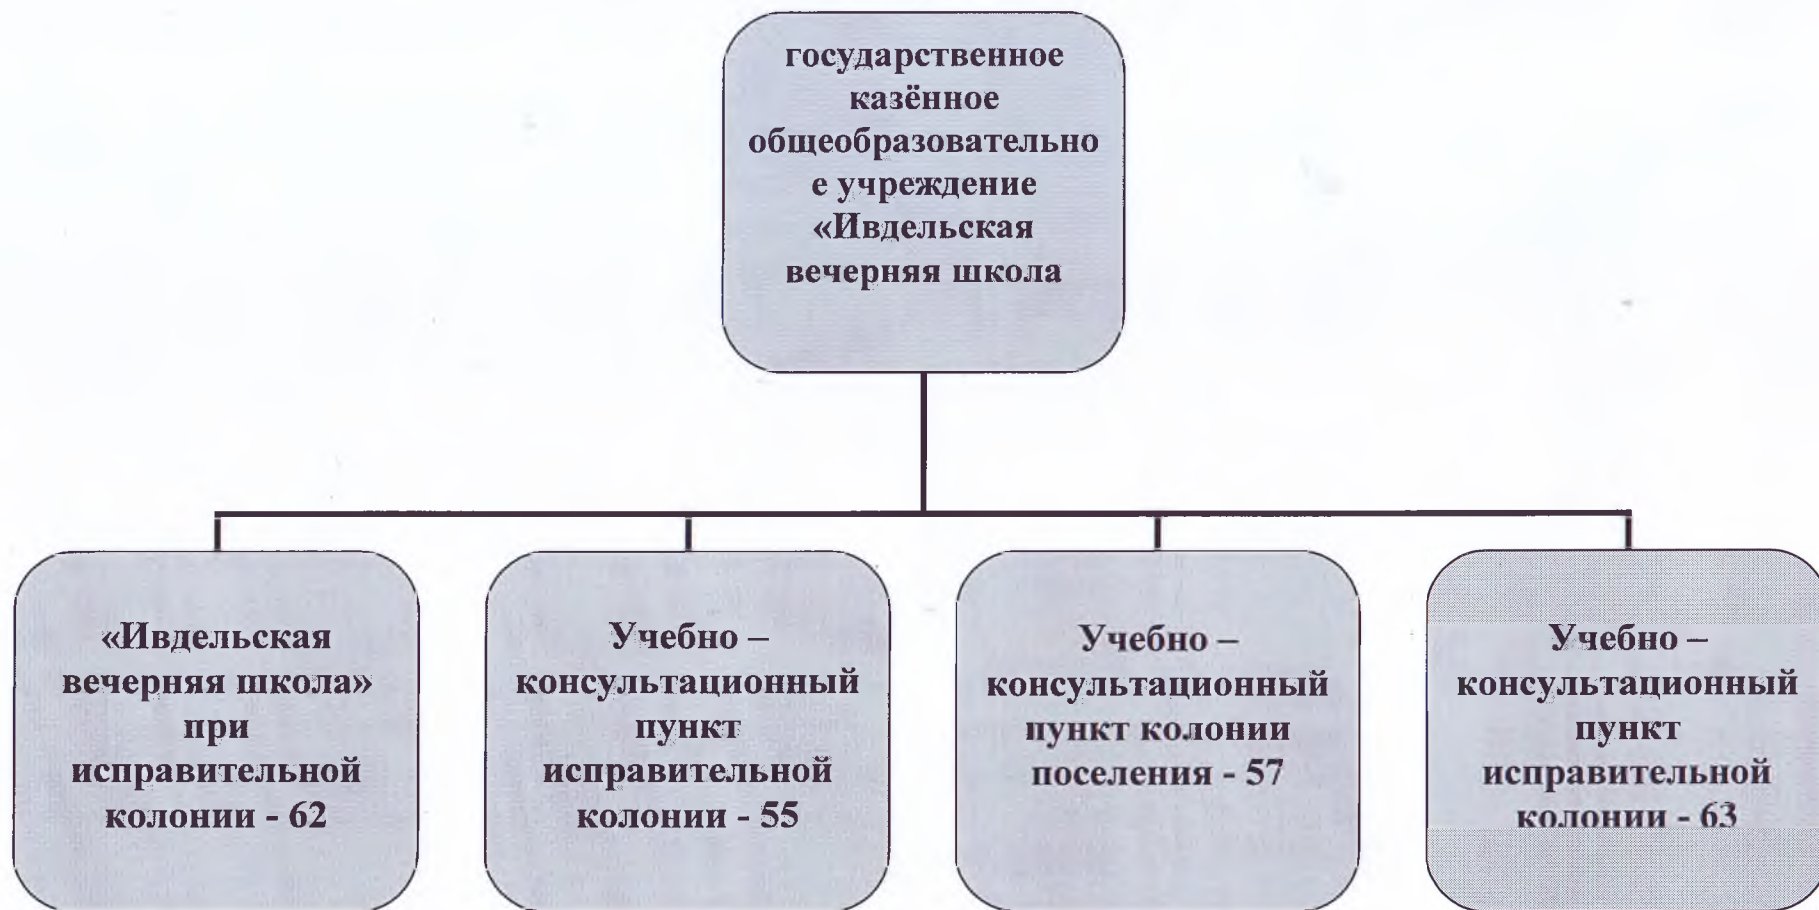 государственное
казённое
общеобразовательно
е учреждение
«Ивдельская
вечерняя школа
«Ивдельская
вечерняя школа»
при
исправительной
колонии - 62
Учебно –
консультационный
пункт
исправительной
колонии - 55
Учебно –
консультационный
пункт колонии
поселения - 57
Учебно –
консультационный
пункт
исправительной
колонии - 63